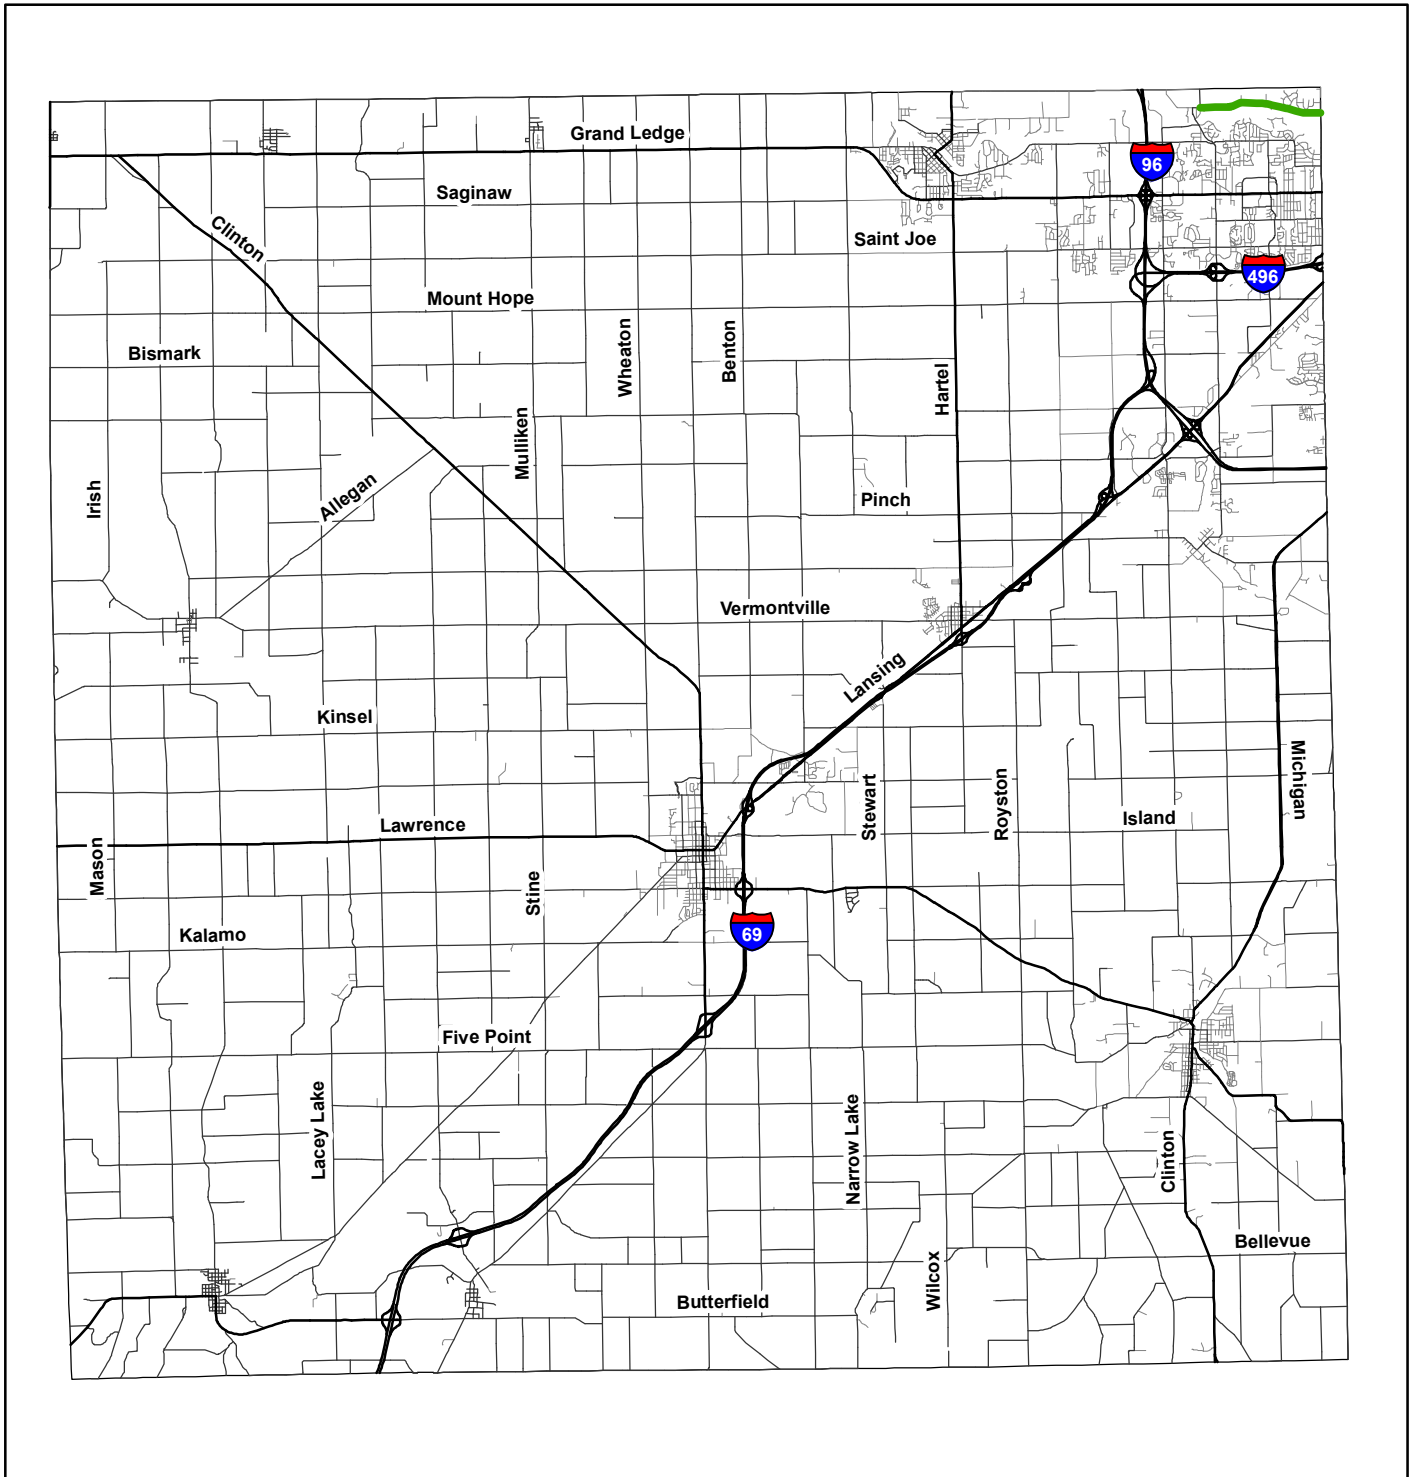 Grand Ledge
96
Saginaw
Clinton
Saint Joe
496
Mount Hope
Bismark
Wheaton
Benton
Hartel
Mulliken
Irish
Allegan
Pinch
Vermontville
Lansing
Kinsel
Michigan
Stewart
Royston
Island
Lawrence
Mason
Stine
Kalamo
69
Five Point
Lacey Lake
Narrow Lake
Clinton
Bellevue
Wilcox
Butterfield